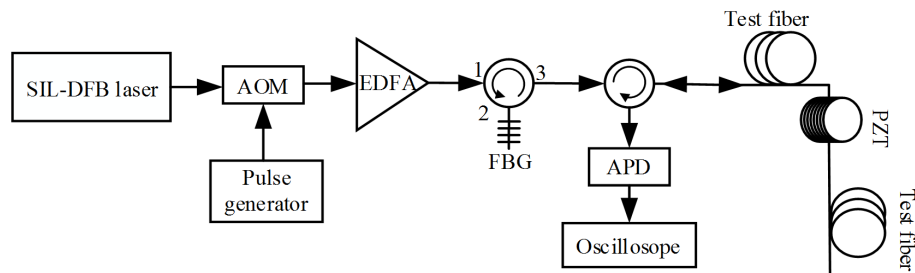 Test fiber
SIL-DFB laser
AOM
EDFA
1
3
2
FBG
PZT
Pulse
generator
APD
Oscillosope
Test fiber